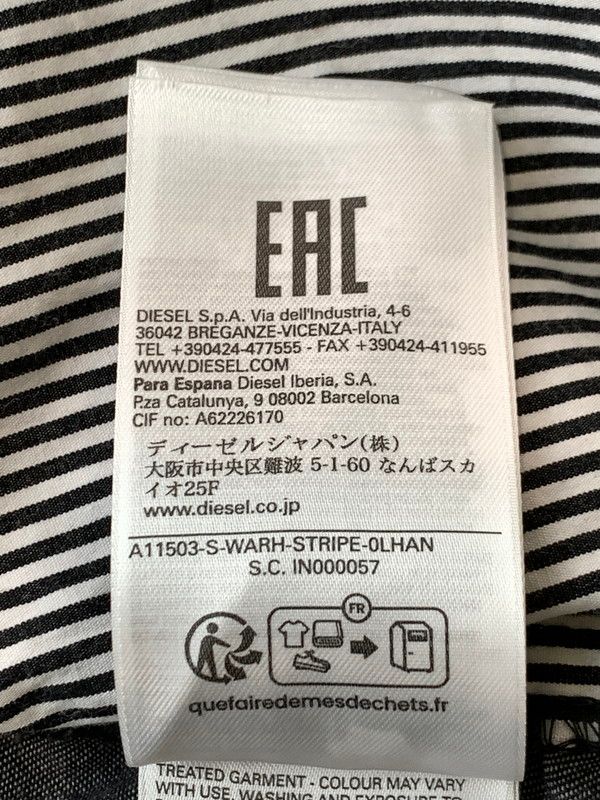 EAC
DIESEL S.p.A. Via dell'Industria, 4-6
36042 BREGANZE-VICENZA-ITALY
TEL +390424-477555 - FAX +390424-411955
WWW.DIESEL.COM
Para Espana Diesel Iberia, S.A.
P.za Catalunya, 9 08002 Barcelona
CIF no: A62226170
ディーゼルジャパン(株)
大阪市中央区難波 5-1-60 なんばスカ
イオ25F
www.diesel.co.jp
A11503-S-WARH-STRIPE-0LHAN
S.C. IN000057
FR
quefairedemesdechets.fr
TREATED GARMENT - COLOUR MAY VARY
WITH USE, WASHING AND EXPOSURE TO